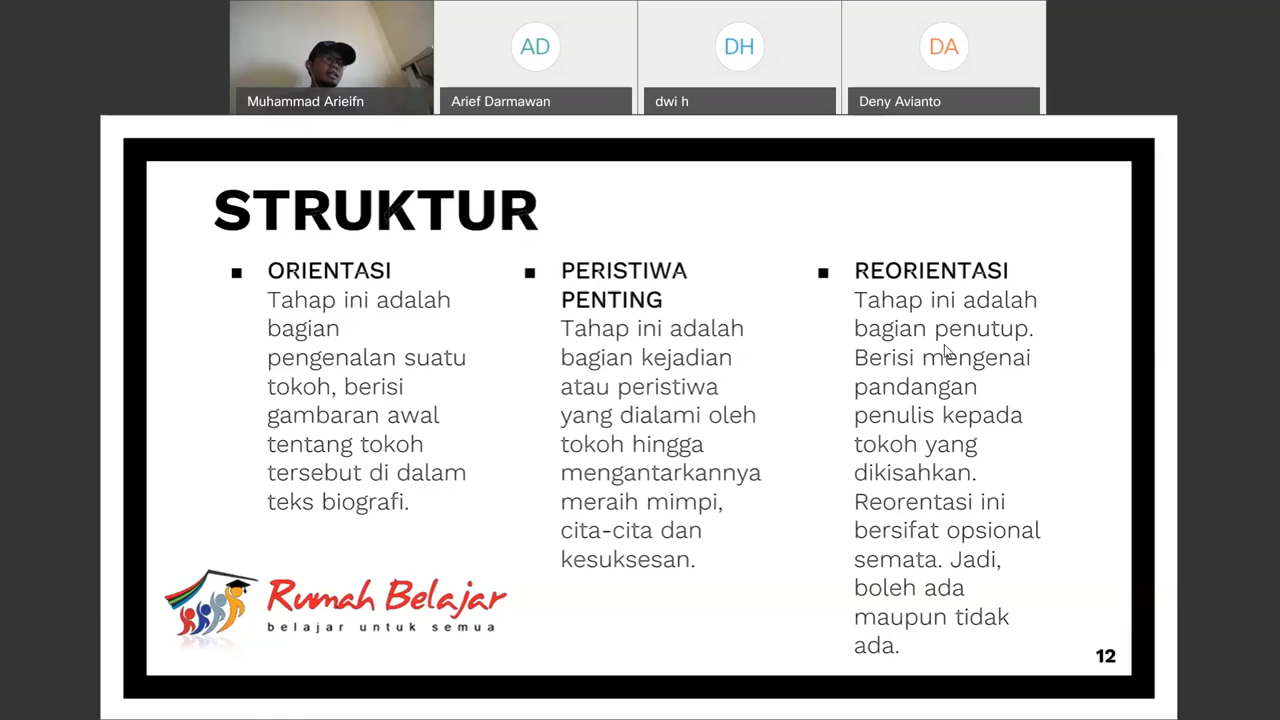 AD
DH
DA
Muhammad Arieifn
Arief Darmawan
dwi h
Deny Avianto
STRUKTUR
ORIENTASI
Tahap ini adalah
bagian
pengenalan suatu
tokoh, berisi
gambaran awal
tentang tokoh
tersebut di dalam
teks biografi.
PERISTIWA
PENTING
Tahap ini adalah
bagian kejadian
atau peristiwa
yang dialami oleh
tokoh hingga
mengantarkannya
meraih mimpi,
cita-cita dan
kesuksesan.
REORIENTASI
Tahap ini adalah
bagian penutup.
Berisi mengenai
pandangan
penulis kepada
tokoh yang
dikisahkan.
Reorentasi ini
bersifat opsional
semata. Jadi,
boleh ada
maupun tidak
ada.
Rumah Belajar
belajar untuk semua
12